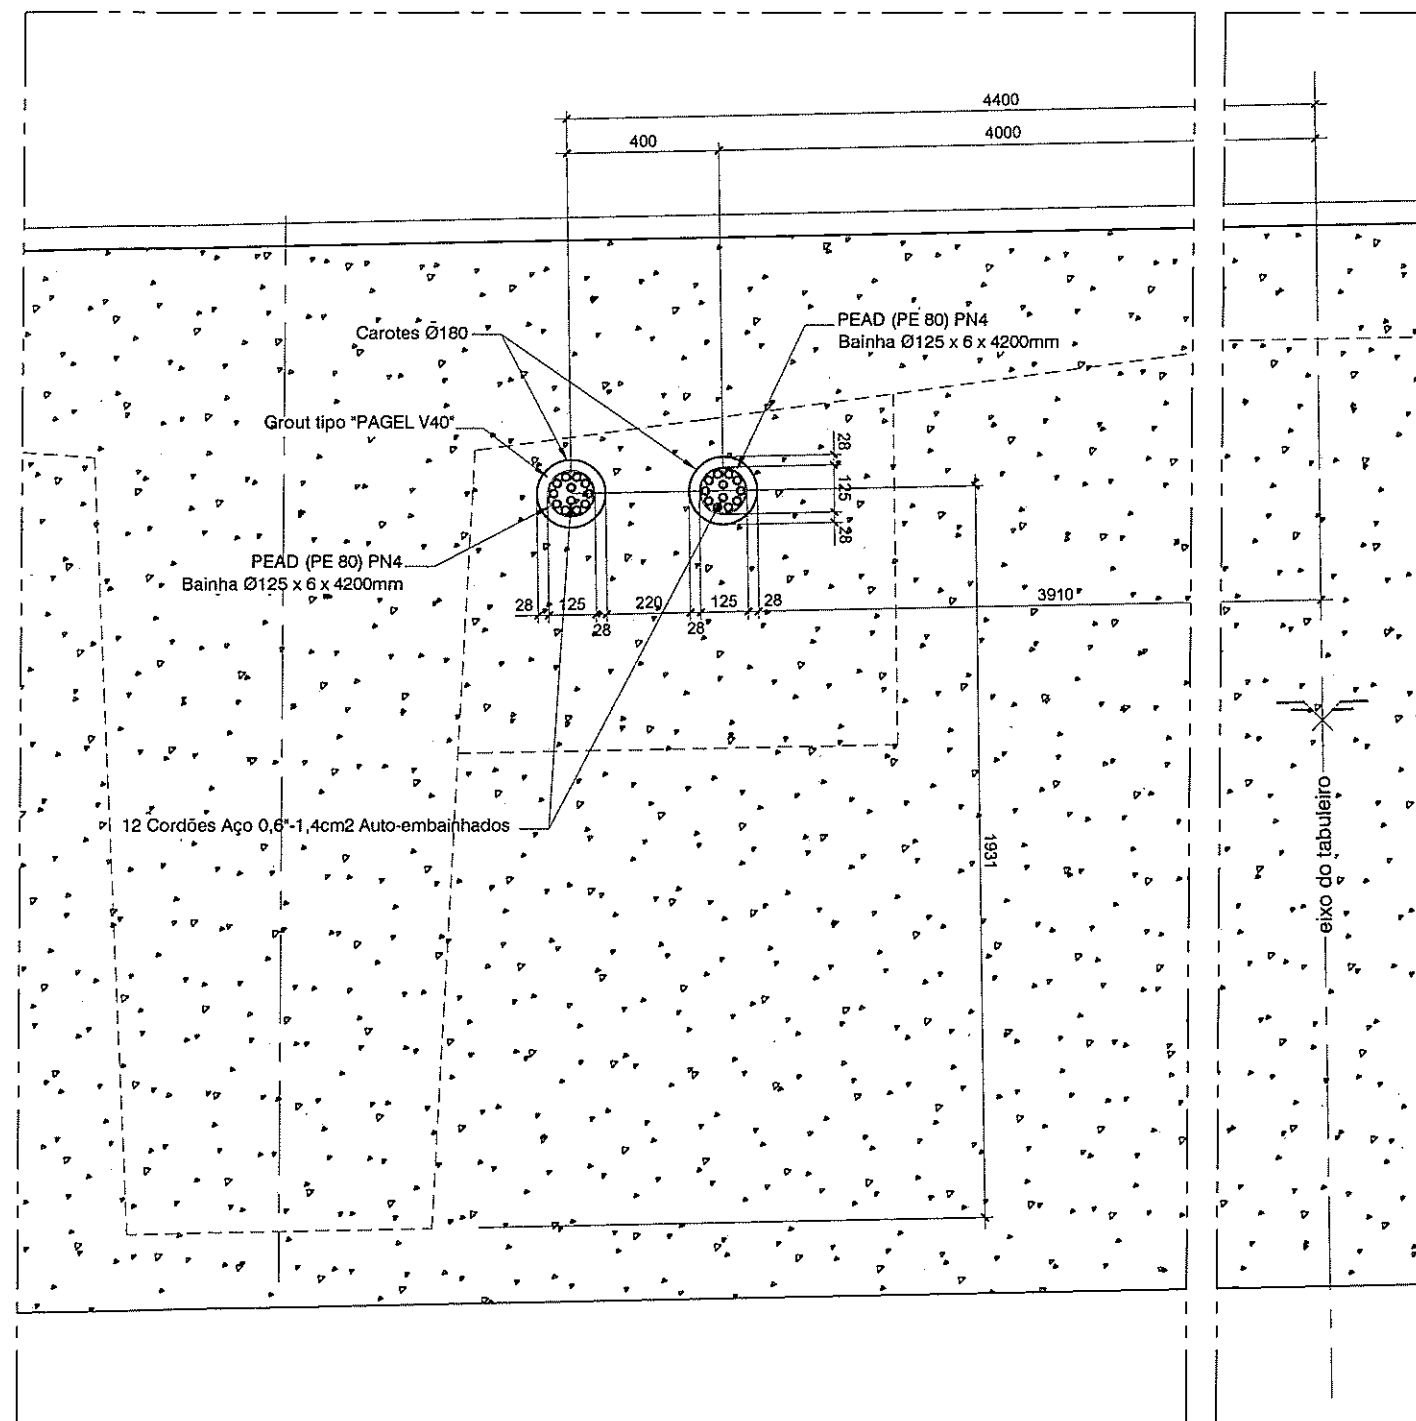 4400
400
4000
Carotes Ø180
PEAD (PE 80) PN4
Bainha Ø125 x 6 x 4200mm
Grout tipo "PAGEL V40"
28
125
28
PEAD (PE 80) PN4
Bainha Ø125 x 6 x 4200mm
28
125
28
220
28
125
28
3910
12 Cordões Aço 0,6"-1,4cm2 Auto-embainhados
1931
eixo do tabuleiro